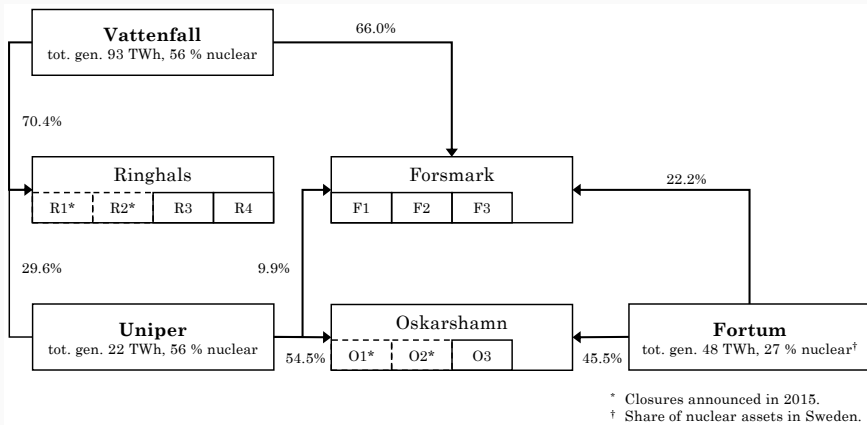 Vattenfall
tot. gen. 93 TWh, 56 % nuclear
66.0%
70.4%
Ringhals
R1* R2* R3 R4
Forsmark
F1 F2 F3
22.2%
29.6%
9.9%
Uniper
tot. gen. 22 TWh, 56 % nuclear
54.5%
Oskarshamn
O1* O2* O3
45.5%
Fortum
tot. gen. 48 TWh, 27 % nuclear†
* Closures announced in 2015.
† Share of nuclear assets in Sweden.